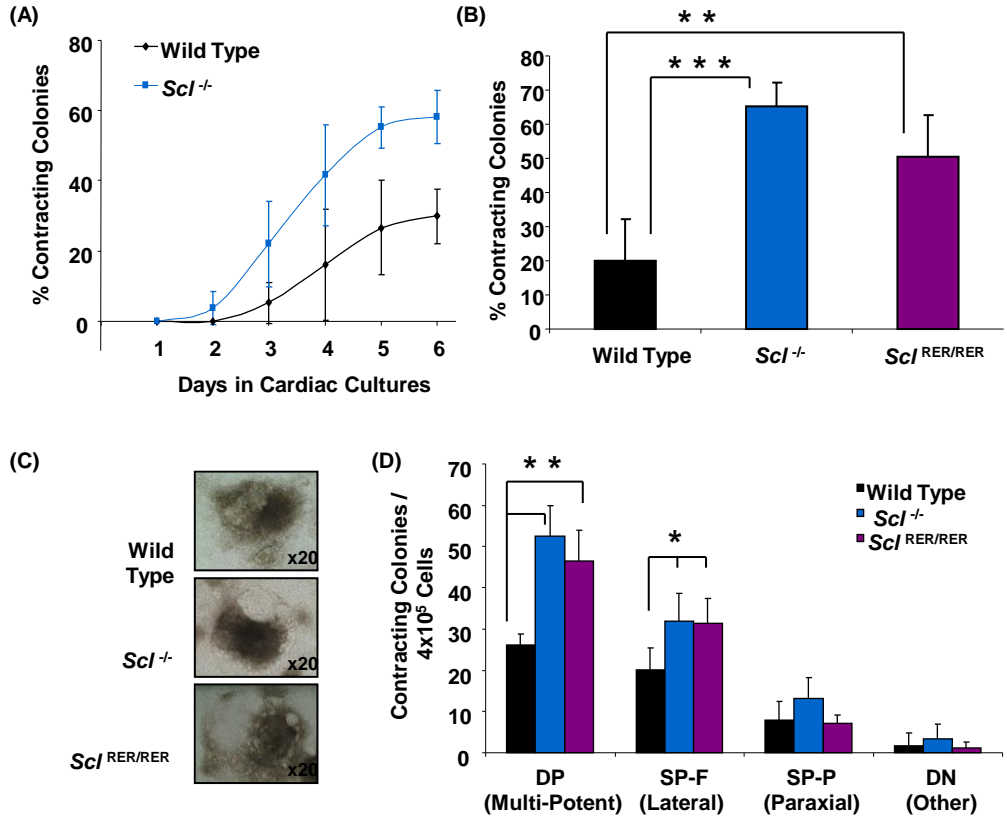 (A)
Wild Type
Scl -/-
% Contracting Colonies
80
60
40
20
0
1 2 3 4 5 6
Days in Cardiac Cultures
(B)
* *
* * *
% Contracting Colonies
80
70
60
50
40
30
20
10
0
Wild Type Scl -/- Scl RER/RER
(C)
Wild
Type
x20
Scl -/-
x20
Scl RER/RER
x20
(D)
Contracting Colonies /
4x10⁵ Cells
70
60
50
40
30
20
10
0
* *
*
Wild Type
Scl -/-
Scl RER/RER
DP SP-F SP-P DN
(Multi-Potent) (Lateral) (Paraxial) (Other)